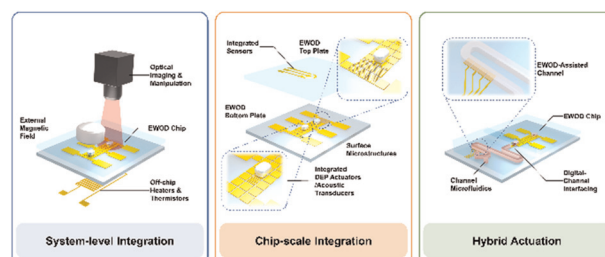 Optical
Imaging &
Manipulation
External
Magnetic
Field
EWOD Chip
Off-chip
Heaters &
Thermistors
System-level Integration
Integrated
Sensors
EWOD
Top Plate
EWOD
Bottom Plate
Surface
Microstructures
Integrated
DEP Actuators
/Acoustic
Transducers
Chip-scale Integration
EWOD-Assisted
Channel
EWOD Chip
Channel
Microfluidics
Digital-
Channel
Interfacing
Hybrid Actuation